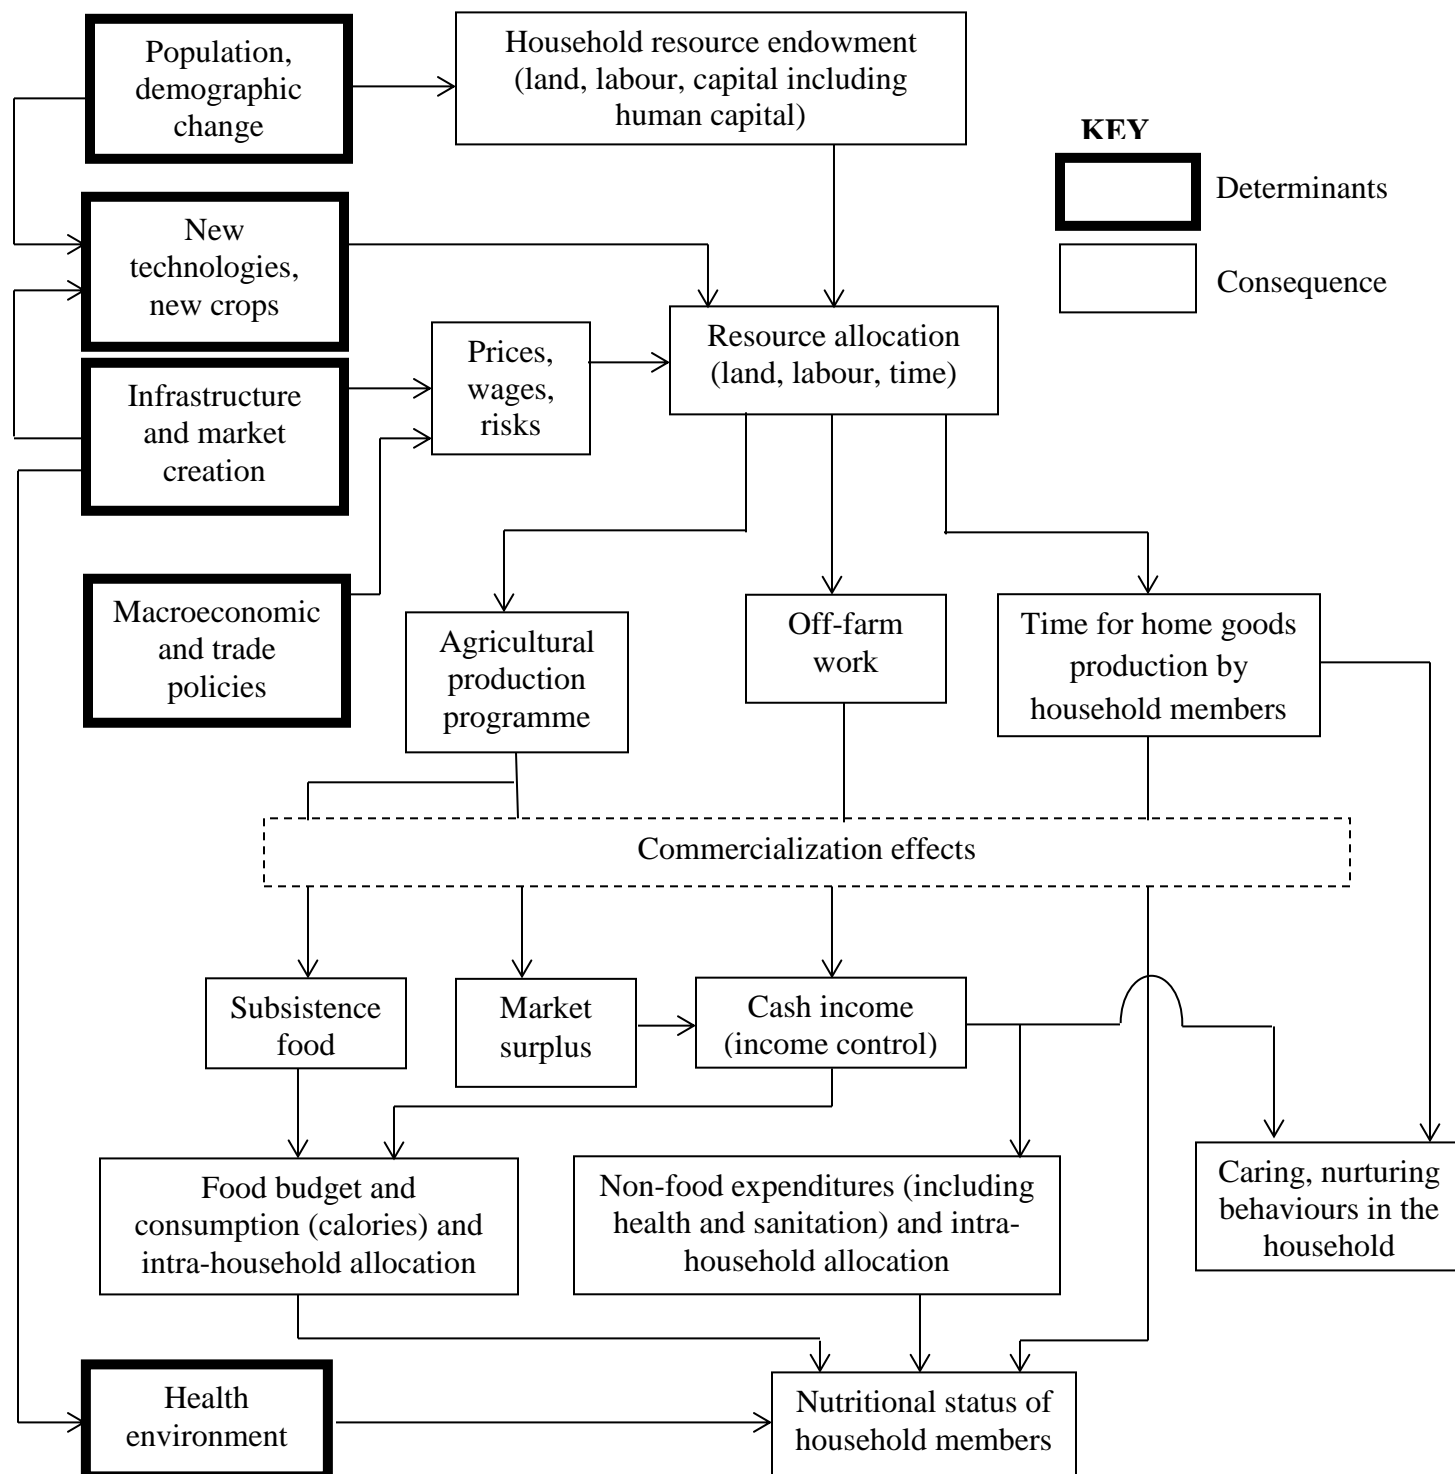 Population,
demographic
change
Household resource endowment
(land, labour, capital including
human capital)
KEY
Determinants
Consequence
New
technologies,
new crops
Infrastructure
and market
creation
Prices,
wages,
risks
Resource allocation
(land, labour, time)
Macroeconomic
and trade
policies
Agricultural
production
programme
Off-farm
work
Time for home goods
production by
household members
Commercialization effects
Subsistence
food
Market
surplus
Cash income
(income control)
Food budget and
consumption (calories) and
intra-household allocation
Non-food expenditures (including
health and sanitation) and intra-
household allocation
Caring, nurturing
behaviours in the
household
Health
environment
Nutritional status of
household members